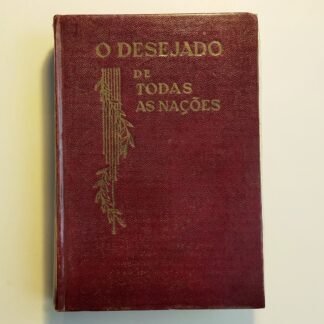 O DESEJADO
DE
TODAS
AS NAÇÕES